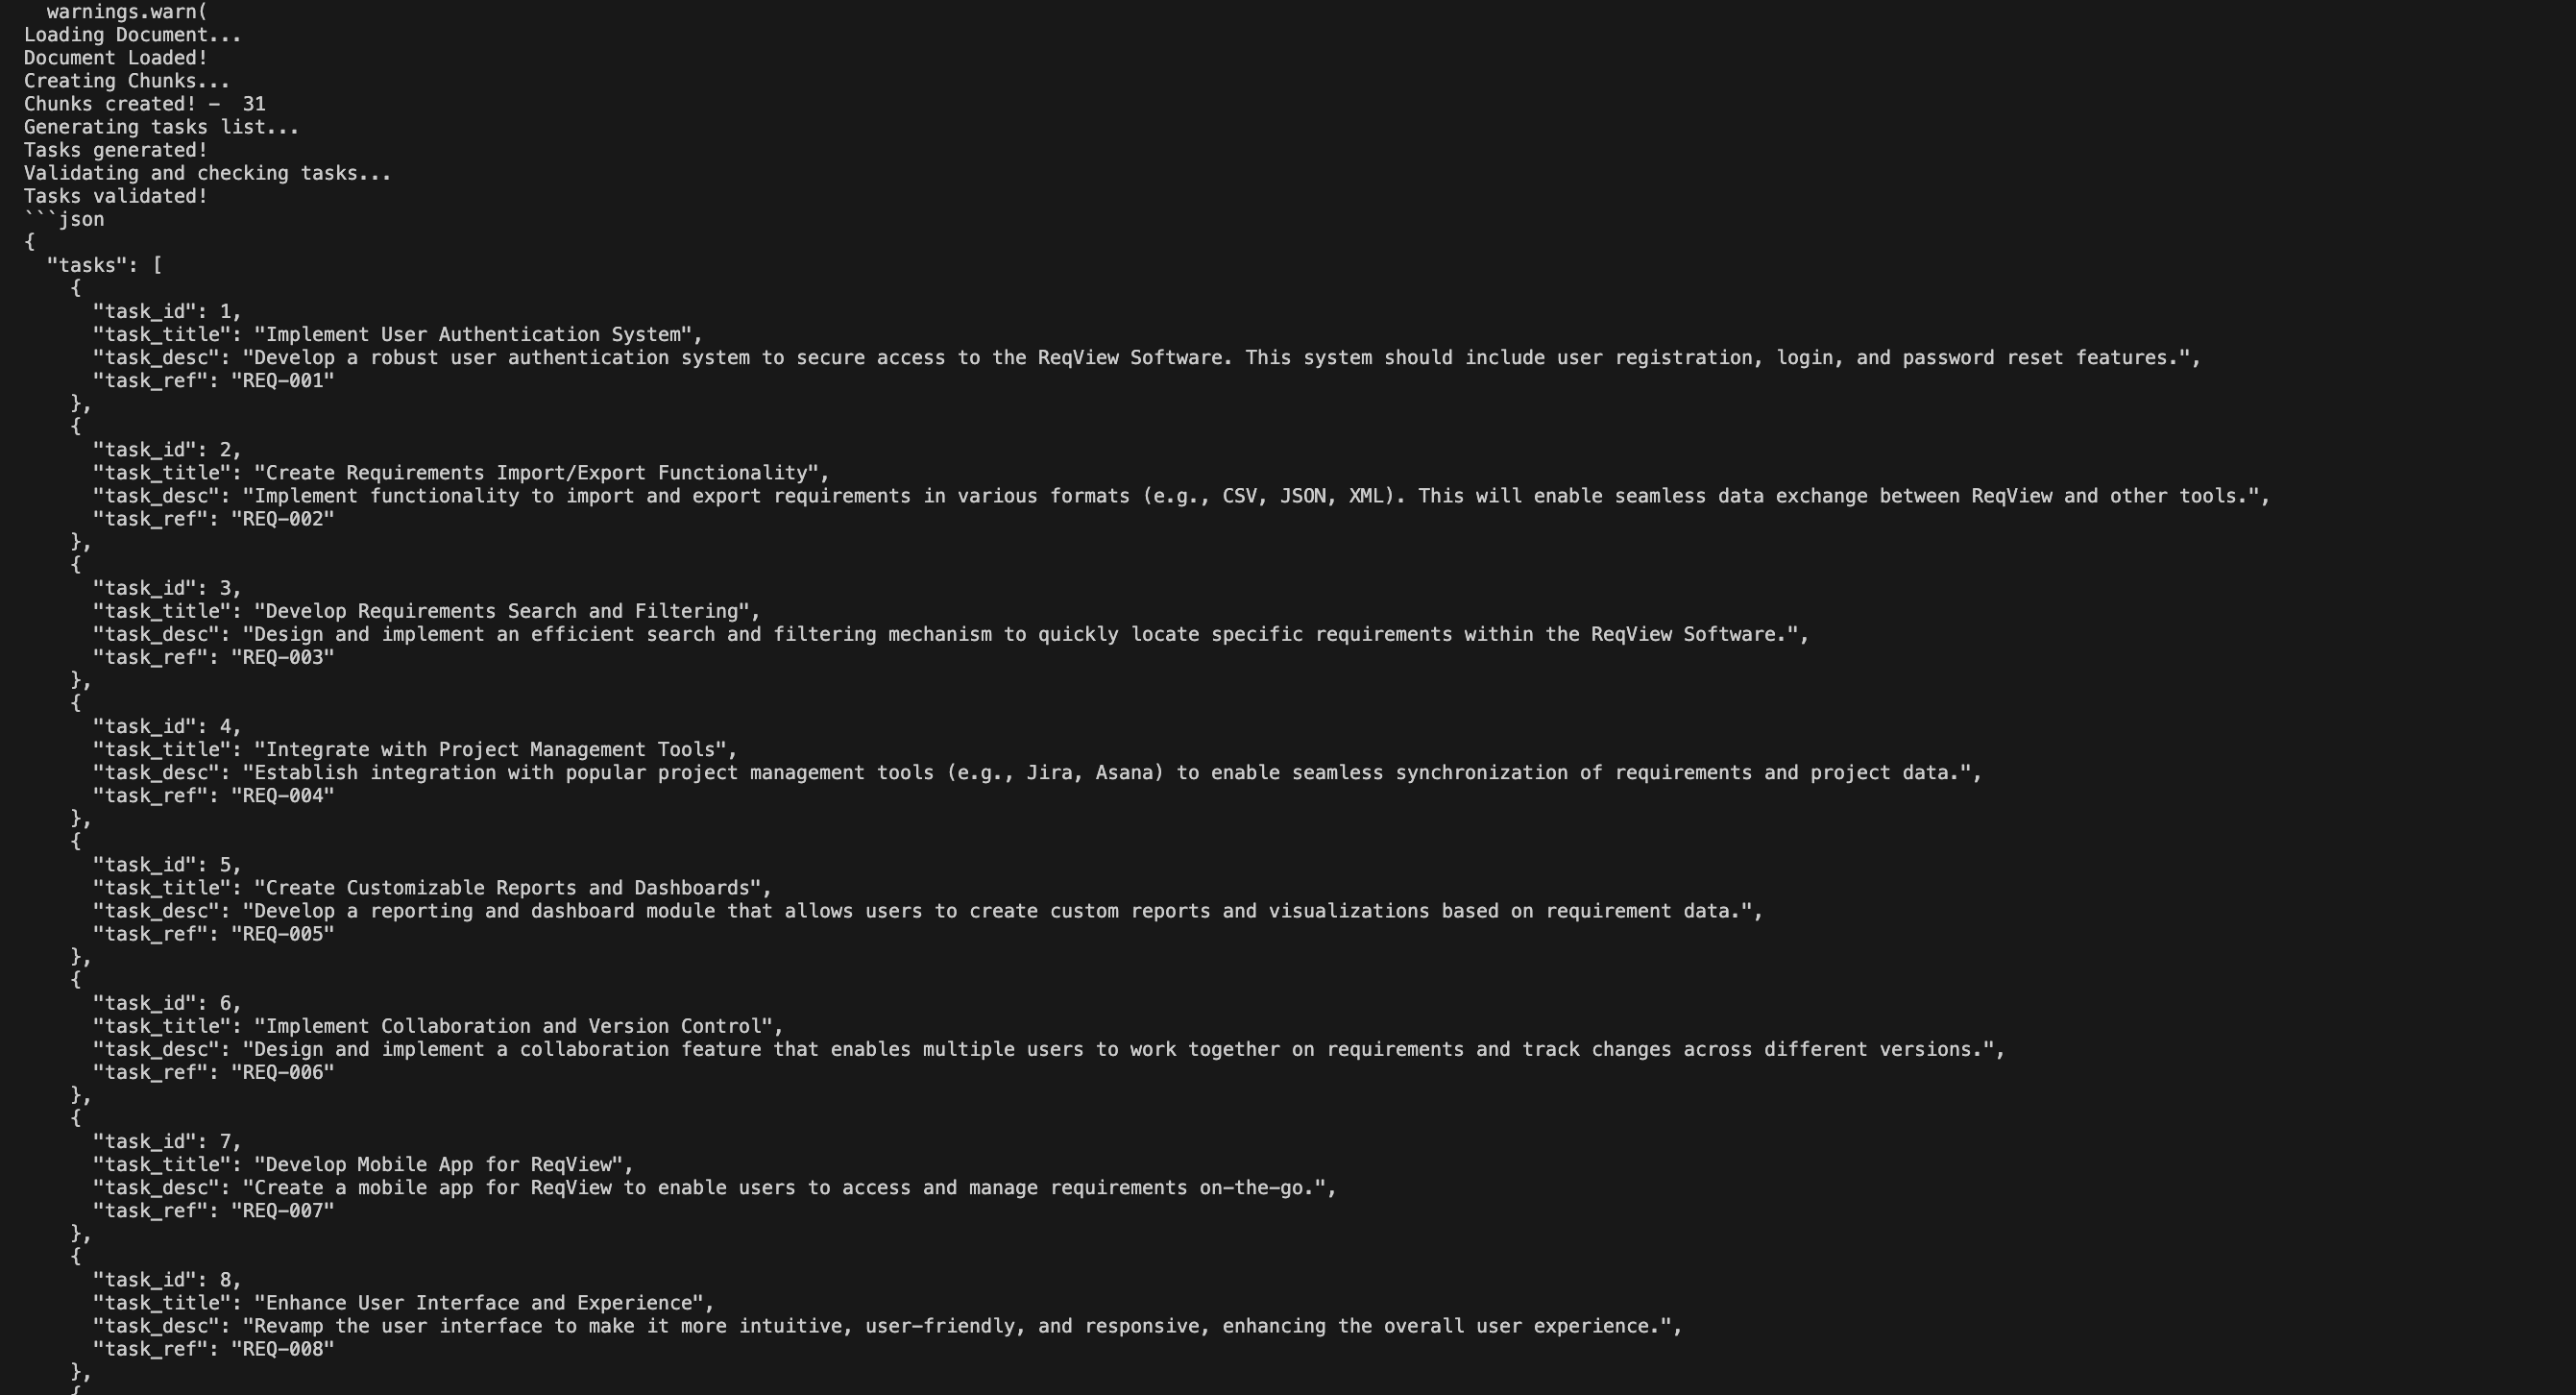 warnings.warn(
Loading Document...
Document Loaded!
Creating Chunks...
Chunks created! -  31
Generating tasks list...
Tasks generated!
Validating and checking tasks...
Tasks validated!
```json
{
  "tasks": [
    {
      "task_id": 1,
      "task_title": "Implement User Authentication System",
      "task_desc": "Develop a robust user authentication system to secure access to the ReqView Software. This system should include user registration, login, and password reset features.",
      "task_ref": "REQ-001"
    },
    {
      "task_id": 2,
      "task_title": "Create Requirements Import/Export Functionality",
      "task_desc": "Implement functionality to import and export requirements in various formats (e.g., CSV, JSON, XML). This will enable seamless data exchange between ReqView and other tools.",
      "task_ref": "REQ-002"
    },
    {
      "task_id": 3,
      "task_title": "Develop Requirements Search and Filtering",
      "task_desc": "Design and implement an efficient search and filtering mechanism to quickly locate specific requirements within the ReqView Software.",
      "task_ref": "REQ-003"
    },
    {
      "task_id": 4,
      "task_title": "Integrate with Project Management Tools",
      "task_desc": "Establish integration with popular project management tools (e.g., Jira, Asana) to enable seamless synchronization of requirements and project data.",
      "task_ref": "REQ-004"
    },
    {
      "task_id": 5,
      "task_title": "Create Customizable Reports and Dashboards",
      "task_desc": "Develop a reporting and dashboard module that allows users to create custom reports and visualizations based on requirement data.",
      "task_ref": "REQ-005"
    },
    {
      "task_id": 6,
      "task_title": "Implement Collaboration and Version Control",
      "task_desc": "Design and implement a collaboration feature that enables multiple users to work together on requirements and track changes across different versions.",
      "task_ref": "REQ-006"
    },
    {
      "task_id": 7,
      "task_title": "Develop Mobile App for ReqView",
      "task_desc": "Create a mobile app for ReqView to enable users to access and manage requirements on-the-go.",
      "task_ref": "REQ-007"
    },
    {
      "task_id": 8,
      "task_title": "Enhance User Interface and Experience",
      "task_desc": "Revamp the user interface to make it more intuitive, user-friendly, and responsive, enhancing the overall user experience.",
      "task_ref": "REQ-008"
    },
    {